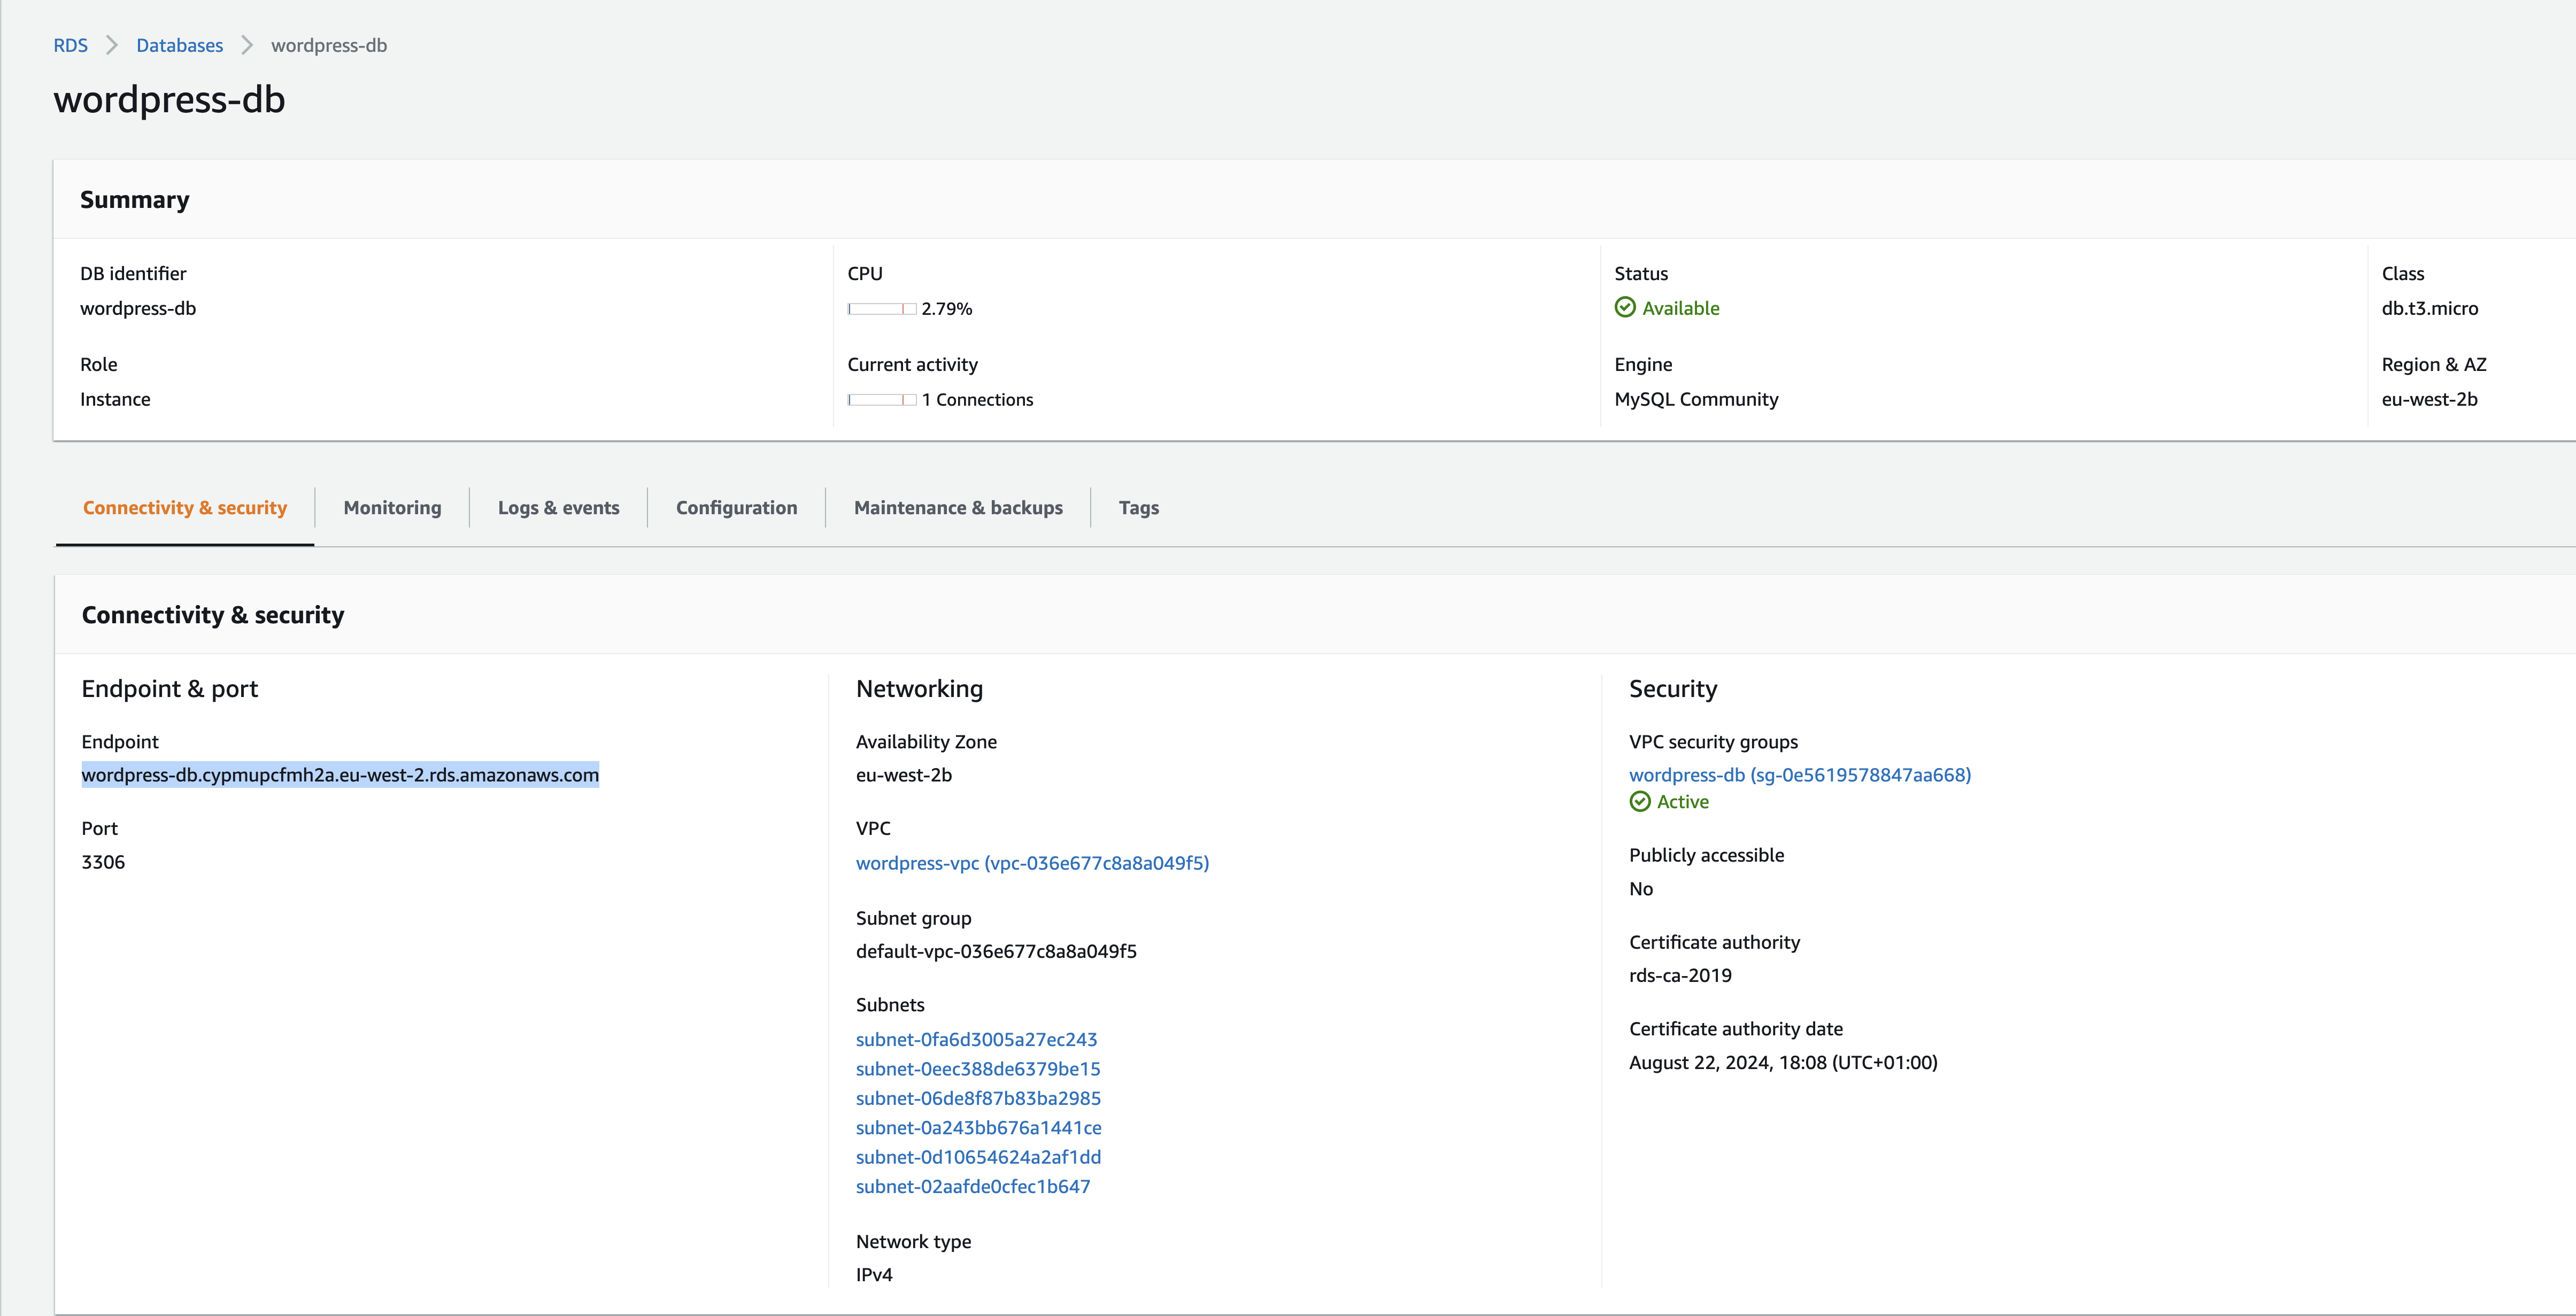 RDS > Databases > wordpress-db
wordpress-db
Summary
DB identifier
wordpress-db
Role
Instance
CPU
2.79%
Current activity
1 Connections
Status
Available
Engine
MySQL Community
Class
db.t3.micro
Region & AZ
eu-west-2b
Connectivity & security
Monitoring
Logs & events
Configuration
Maintenance & backups
Tags
Connectivity & security
Endpoint & port
Endpoint
wordpress-db.cypmupcfmh2a.eu-west-2.rds.amazonaws.com
Port
3306
Networking
Availability Zone
eu-west-2b
VPC
wordpress-vpc (vpc-036e677c8a8a049f5)
Subnet group
default-vpc-036e677c8a8a049f5
Subnets
subnet-0fa6d3005a27ec243
subnet-0eec388de6379be15
subnet-06de8f87b83ba2985
subnet-0a243bb676a1441ce
subnet-0d10654624a2af1dd
subnet-02aafde0cfec1b647
Network type
IPv4
Security
VPC security groups
wordpress-db (sg-0e5619578847aa668)
Active
Publicly accessible
No
Certificate authority
rds-ca-2019
Certificate authority date
August 22, 2024, 18:08 (UTC+01:00)